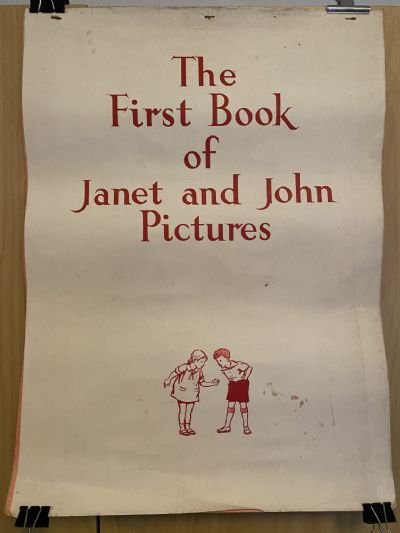 The
First Book
of
Janet and John
Pictures